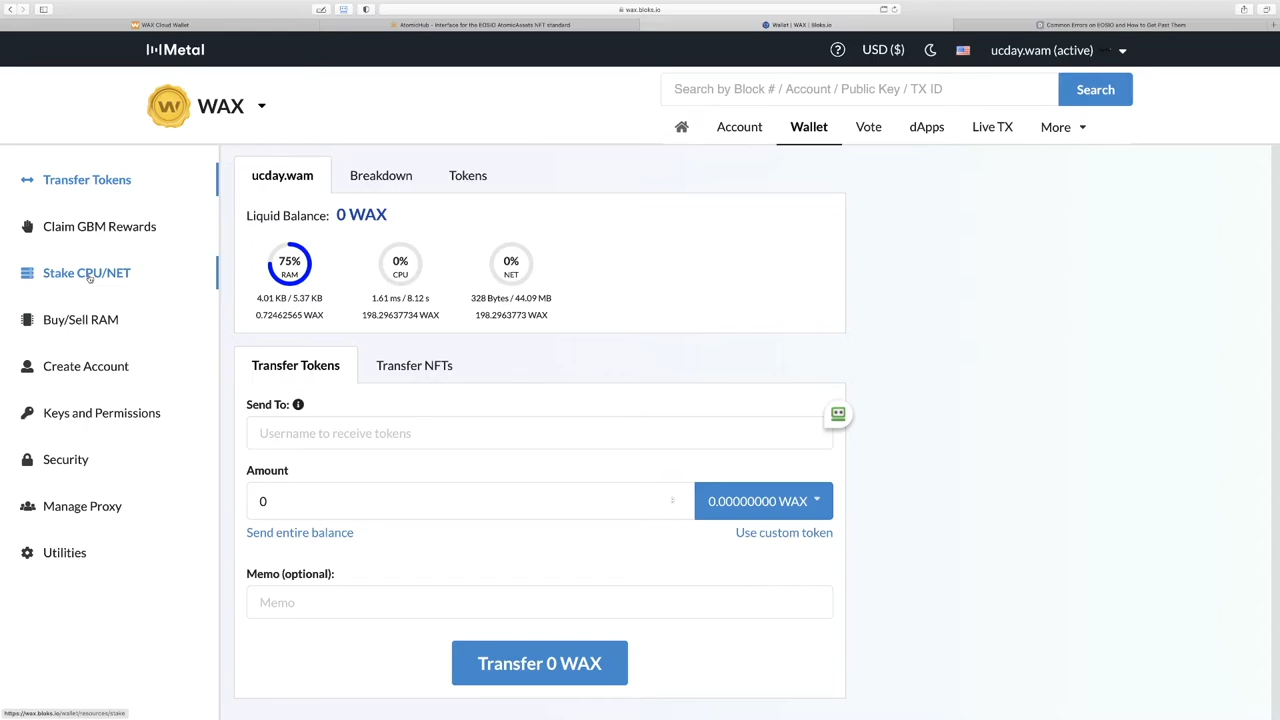 wax.bloks.io
WAX Cloud Wallet
AtomicHub - Interface for the EOSIO AtomicAssets NFT standard
Wallet | WAX | Bloks.io
Common Errors on EOSIO and How to Get Past Them
Metal
USD ($)
ucday.wam (active)
WAX
Search by Block # / Account / Public Key / TX ID
Search
Account
Wallet
Vote
dApps
Live TX
More
Transfer Tokens
Claim GBM Rewards
Stake CPU/NET
Buy/Sell RAM
Create Account
Keys and Permissions
Security
Manage Proxy
Utilities
ucday.wam
Breakdown
Tokens
Liquid Balance: 0 WAX
75%
RAM
4.01 KB / 5.37 KB
0.72462565 WAX
0%
CPU
1.61 ms / 8.12 s
198.29637734 WAX
0%
NET
328 Bytes / 44.09 MB
198.2963773 WAX
Transfer Tokens
Transfer NFTs
Send To:
Username to receive tokens
Amount
0
0.00000000 WAX
Send entire balance
Use custom token
Memo (optional):
Memo
Transfer 0 WAX
https://wax.bloks.io/wallet/resources/stake